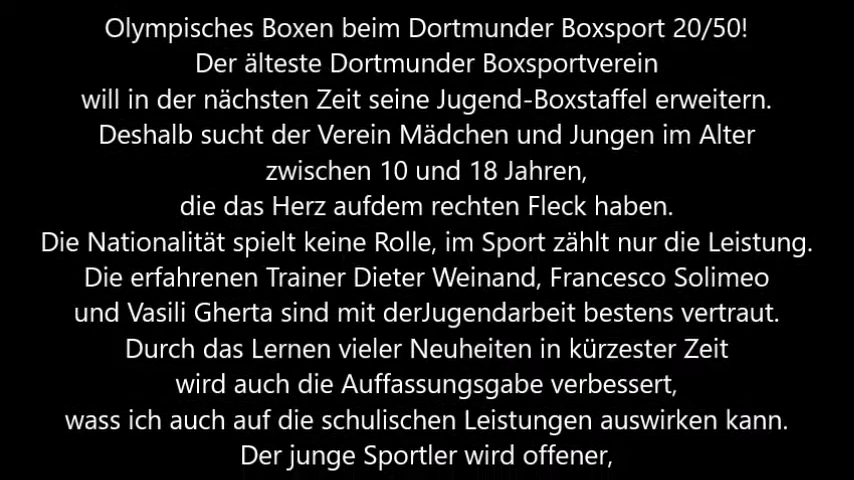 Olympisches Boxen beim Dortmunder Boxsport 20/50!
Der älteste Dortmunder Boxsportverein
will in der nächsten Zeit seine Jugend-Boxstaffel erweitern.
Deshalb sucht der Verein Mädchen und Jungen im Alter
zwischen 10 und 18 Jahren,
die das Herz aufdem rechten Fleck haben.
Die Nationalität spielt keine Rolle, im Sport zählt nur die Leistung.
Die erfahrenen Trainer Dieter Weinand, Francesco Solimeo
und Vasili Gherta sind mit derJugendarbeit bestens vertraut.
Durch das Lernen vieler Neuheiten in kürzester Zeit
wird auch die Auffassungsgabe verbessert,
wass ich auch auf die schulischen Leistungen auswirken kann.
Der junge Sportler wird offener,